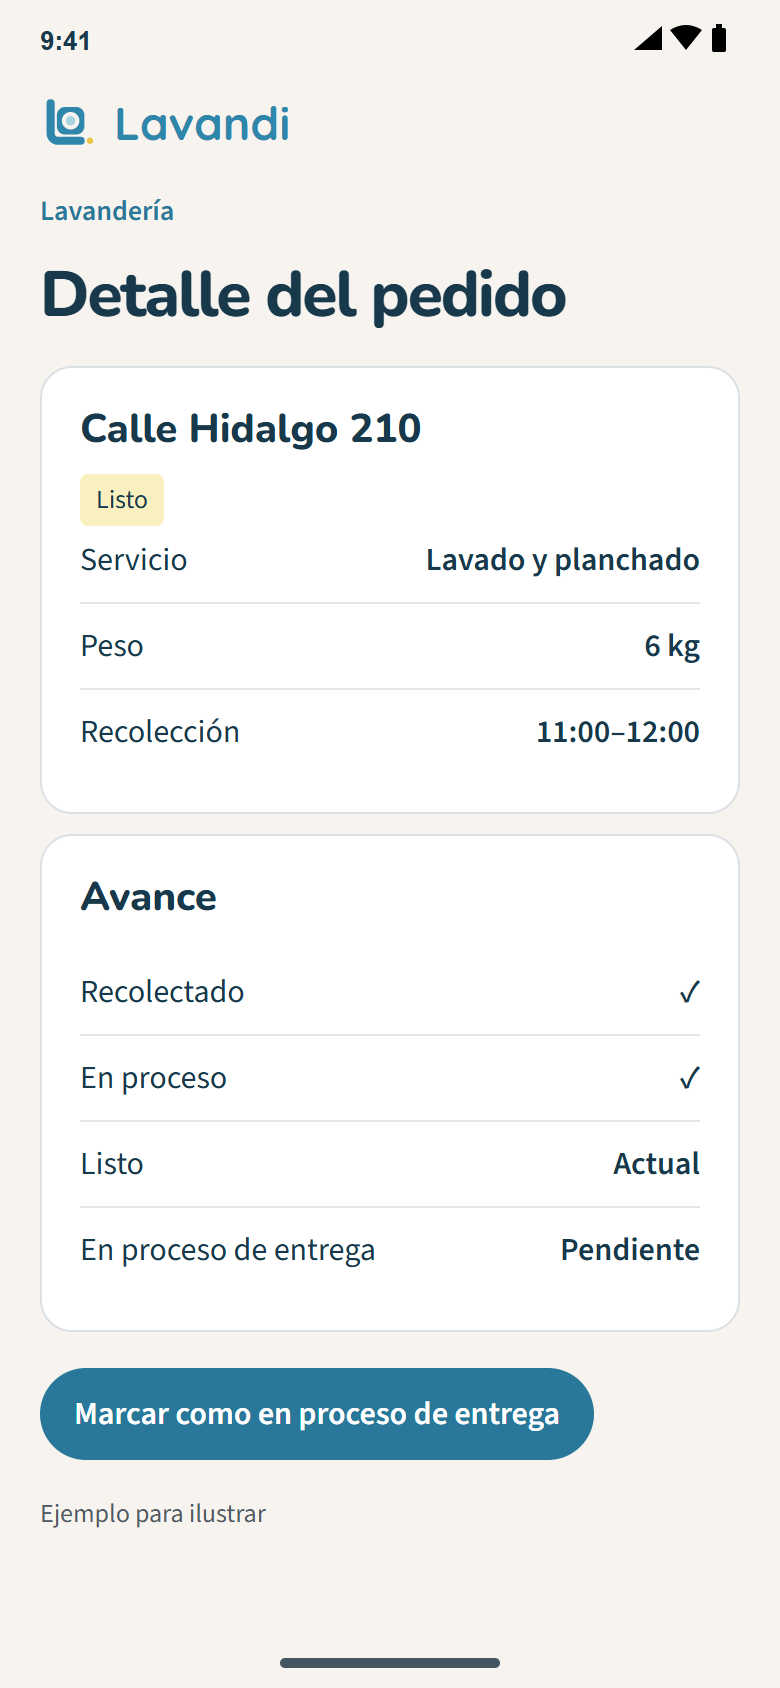 9:41
Lavandi
Lavandería
Detalle del pedido
Calle Hidalgo 210
Listo
Servicio Lavado y planchado
Peso 6 kg
Recolección 11:00–12:00
Avance
Recolectado ✓
En proceso ✓
Listo Actual
En proceso de entrega Pendiente
Marcar como en proceso de entrega
Ejemplo para ilustrar